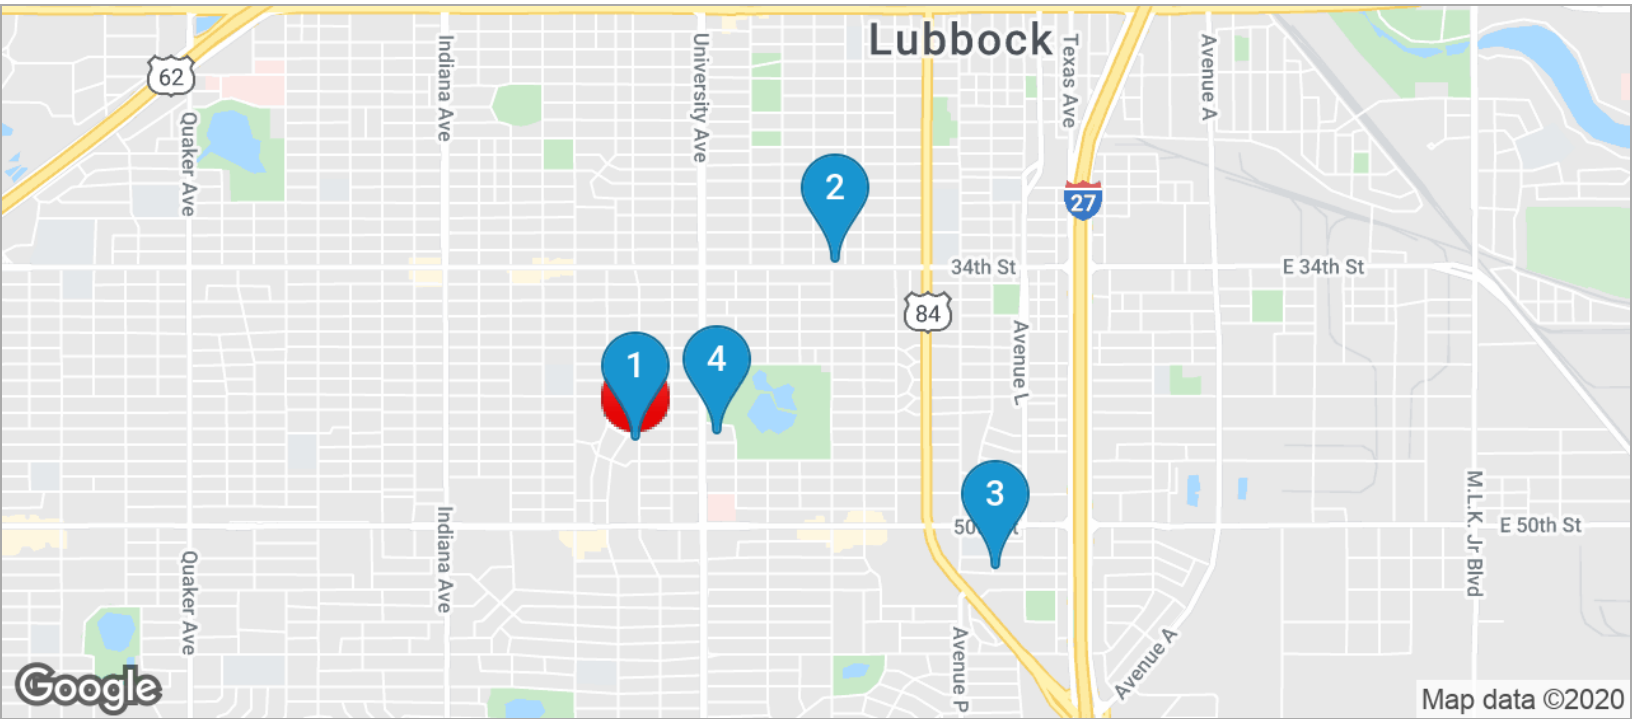 Lubbock
62
Indiana Ave
University Ave
Texas Ave
Avenue A
Quaker Ave
2
27
34th St
E 34th St
84
1
4
Avenue L
3
M.L.K. Jr Blvd
E 50th St
Indiana Ave
Quaker Ave
Avenue P
Avenue A
Google
Map data ©2020